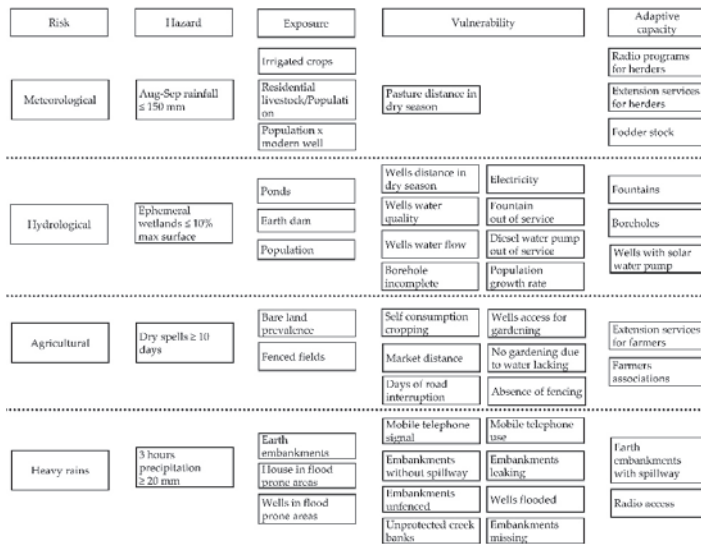 Risk
Hazard
Exposure
Vulnerability
Adaptive
capacity
Meteorological
Aug-Sep rainfall
≤ 150 mm
Irrigated crops
Residential
livestock/Populati
on
Population x
modern well
Pasture distance in
dry season
Radio programs
for herders
Extension services
for herders
Fodder stock
Hydrological
Ephemeral
wetlands ≤ 10%
max surface
Ponds
Earth dam
Population
Wells distance in
dry season
Wells water
quality
Wells water flow
Borehole
incomplete
Electricity
Fountain
out of service
Diesel water pump
out of service
Population
growth rate
Fountains
Boreholes
Wells with solar
water pump
Agricultural
Dry spells ≥ 10
days
Bare land
prevalence
Fenced fields
Self consumption
cropping
Market distance
Days of road
interruption
Wells access for
gardening
No gardening due
to water lacking
Absence of fencing
Extension services
for farmers
Farmers
associations
Heavy rains
3 hours
precipitation
≥ 20 mm
Earth
embankments
House in flood
prone areas
Wells in flood
prone areas
Mobile telephone
signal
Embankments
without spillway
Embankments
unfenced
Unprotected creek
banks
Mobile telephone
use
Embankments
leaking
Wells flooded
Embankments
missing
Earth
embankments
with spillway
Radio access